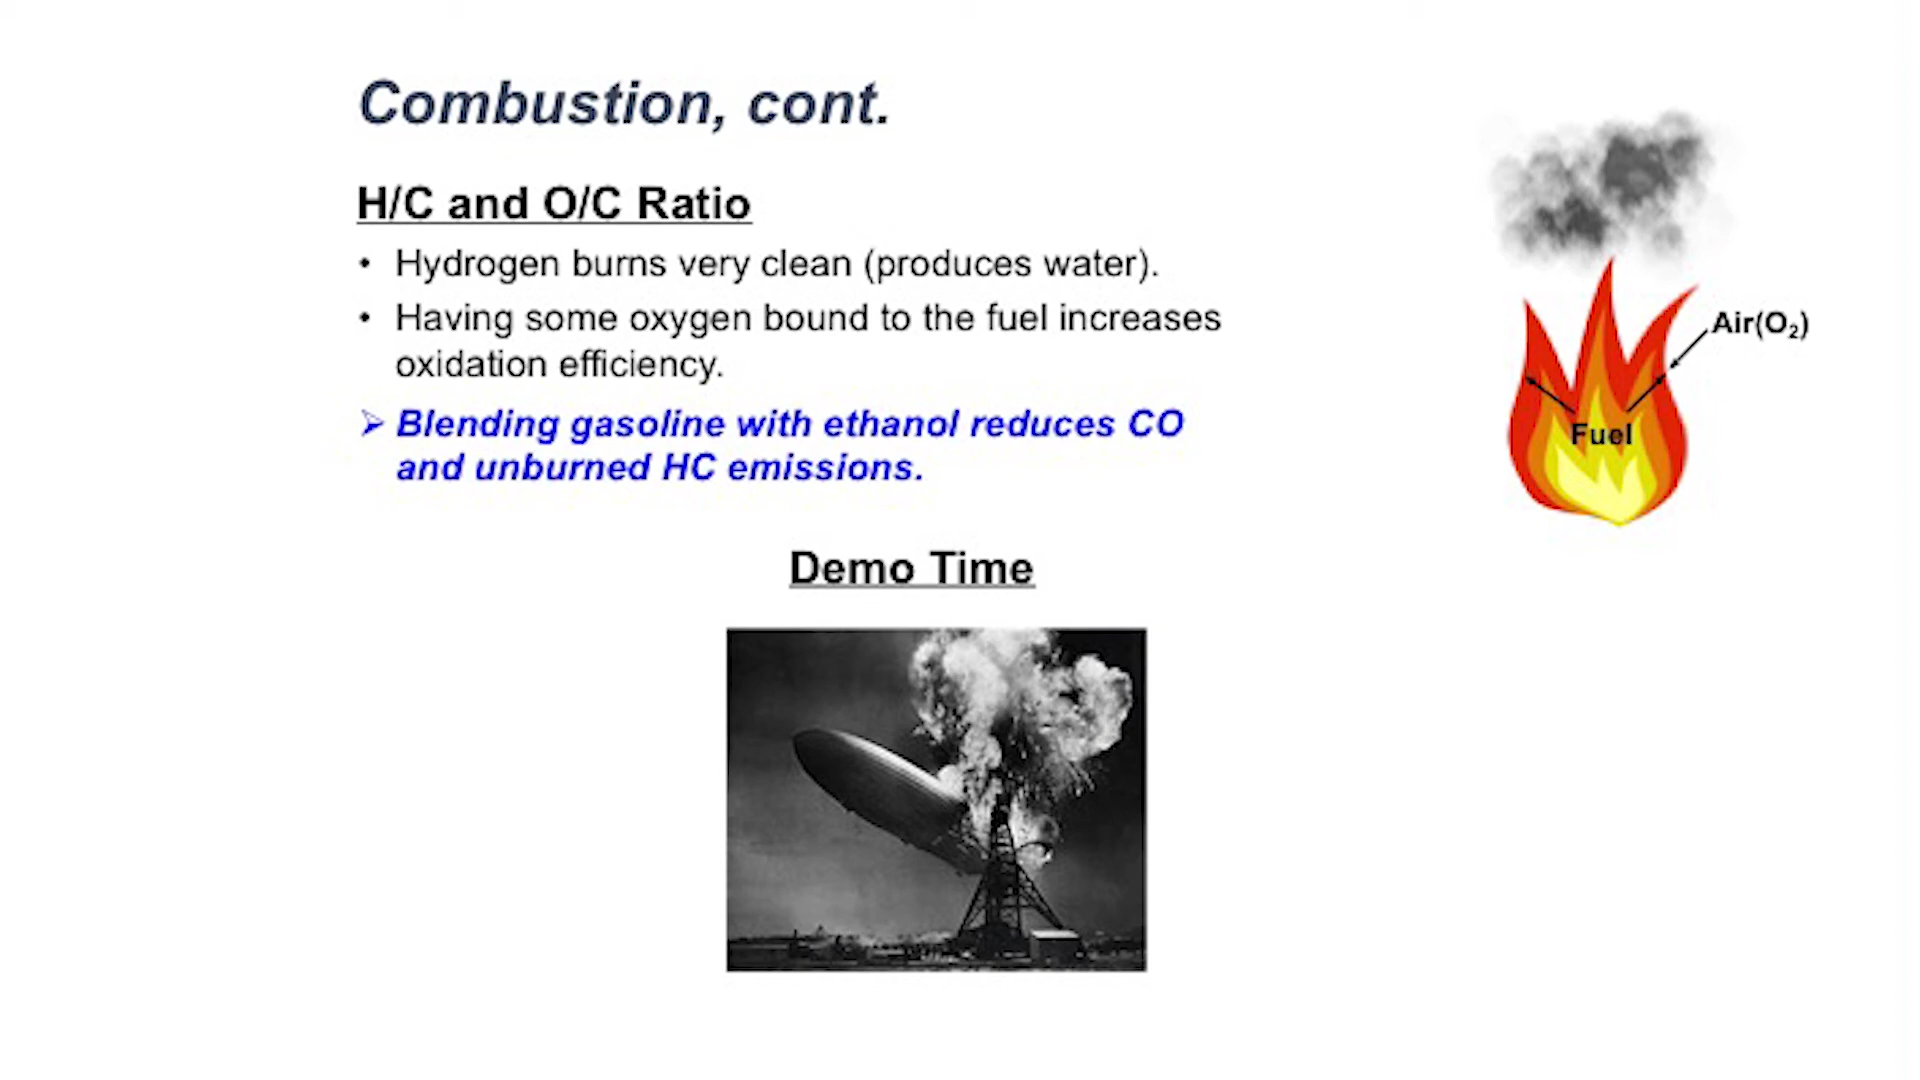 Combustion, cont.
H/C and O/C Ratio
• Hydrogen burns very clean (produces water).
• Having some oxygen bound to the fuel increases
oxidation efficiency.
➢ Blending gasoline with ethanol reduces CO
and unburned HC emissions.
Air(O₂)
Fuel
Demo Time